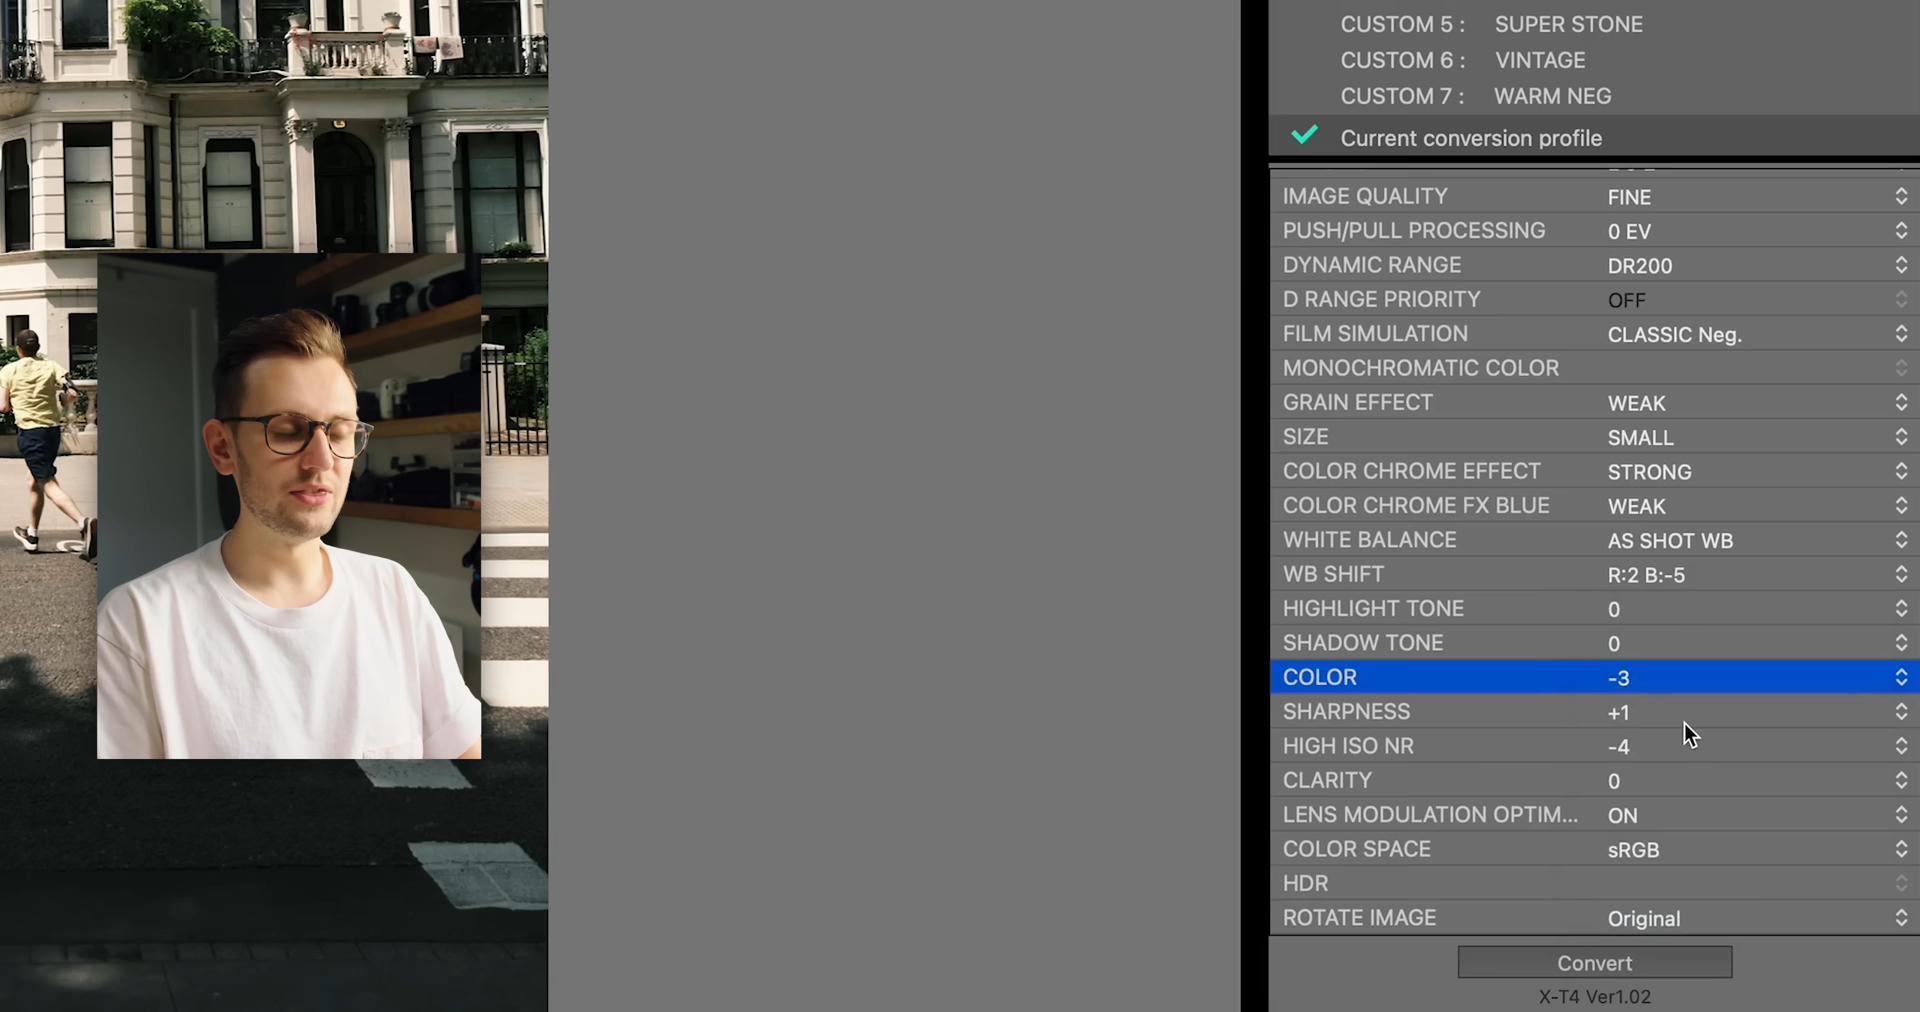 CUSTOM 5 : SUPER STONE
CUSTOM 6 : VINTAGE
CUSTOM 7 : WARM NEG
Current conversion profile
IMAGE QUALITY FINE
PUSH/PULL PROCESSING 0 EV
DYNAMIC RANGE DR200
D RANGE PRIORITY OFF
FILM SIMULATION CLASSIC Neg.
MONOCHROMATIC COLOR
GRAIN EFFECT WEAK
SIZE SMALL
COLOR CHROME EFFECT STRONG
COLOR CHROME FX BLUE WEAK
WHITE BALANCE AS SHOT WB
WB SHIFT R:2 B:-5
HIGHLIGHT TONE 0
SHADOW TONE 0
COLOR -3
SHARPNESS +1
HIGH ISO NR -4
CLARITY 0
LENS MODULATION OPTIM... ON
COLOR SPACE sRGB
HDR
ROTATE IMAGE Original
Convert
X-T4 Ver1.02